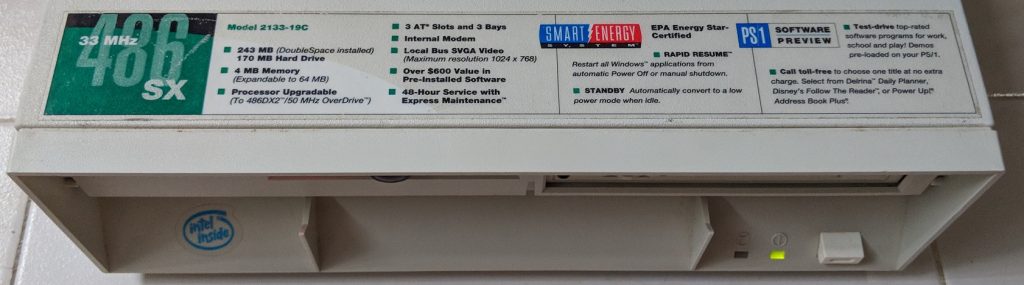 33 MHz
486
SX
Model 2133-19C
243 MB (DoubleSpace installed)
170 MB Hard Drive
4 MB Memory
(Expandable to 64 MB)
Processor Upgradable
(To 486DX2™/50 MHz OverDrive™)
3 AT® Slots and 3 Bays
Internal Modem
Local Bus SVGA Video
(Maximum resolution 1024 x 768)
Over $600 Value in
Pre-Installed Software
48-Hour Service with
Express Maintenance™
SMART ENERGY
SYSTEM™
EPA Energy Star-
Certified
RAPID RESUME™
Restart all Windows™ applications from
automatic Power Off or manual shutdown.
STANDBY Automatically convert to a low
power mode when idle.
PS1 SOFTWARE
PREVIEW
Test-drive top-rated
software programs for work,
school and play! Demos
pre-loaded on your PS/1.
Call toll-free to choose one title at no extra
charge. Select from Delrina™ Daily Planner,
Disney's Follow The Reader™, or Power Up!®
Address Book Plus®.
intel
inside